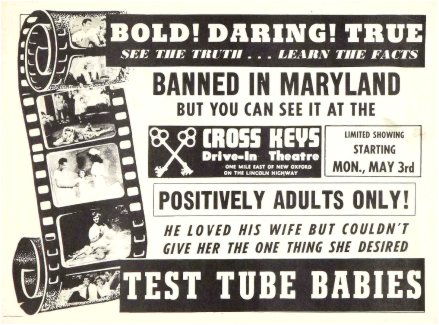 BOLD! DARING! TRUE
SEE THE TRUTH . . . LEARN THE FACTS
BANNED IN MARYLAND
BUT YOU CAN SEE IT AT THE
CROSS KEYS
Drive-In Theatre
ONE MILE EAST OF NEW OXFORD
ON THE LINCOLN HIGHWAY
LIMITED SHOWING
STARTING
MON., MAY 3rd
POSITIVELY ADULTS ONLY!
HE LOVED HIS WIFE BUT COULDN'T
GIVE HER THE ONE THING SHE DESIRED
TEST TUBE BABIES